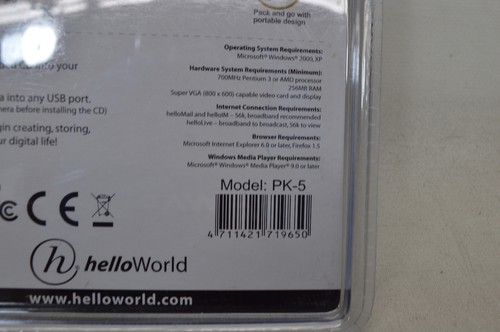 Pack and go with
portable design
Operating System Requirements:
Microsoft® Windows® 2000, XP
Hardware System Requirements (Minimum):
700MHz Pentium 3 or AMD processor
256MB RAM
Super VGA (800 x 600) capable video card and display
Internet Connection Requirements:
helloMail and helloIM – 56k, broadband recommended
helloLive – broadband to broadcast, 56k to view
Browser Requirements:
Microsoft Internet Explorer 6.0 or later, Firefox 1.5
Windows Media Player Requirements:
Microsoft® Windows® Media Player® 9.0 or later
into your
a into any USB port.
before installing the CD)
gin creating, storing,
ur digital life!
Model: PK-5
4 711421 719650
CE
h helloWorld
www.helloworld.com